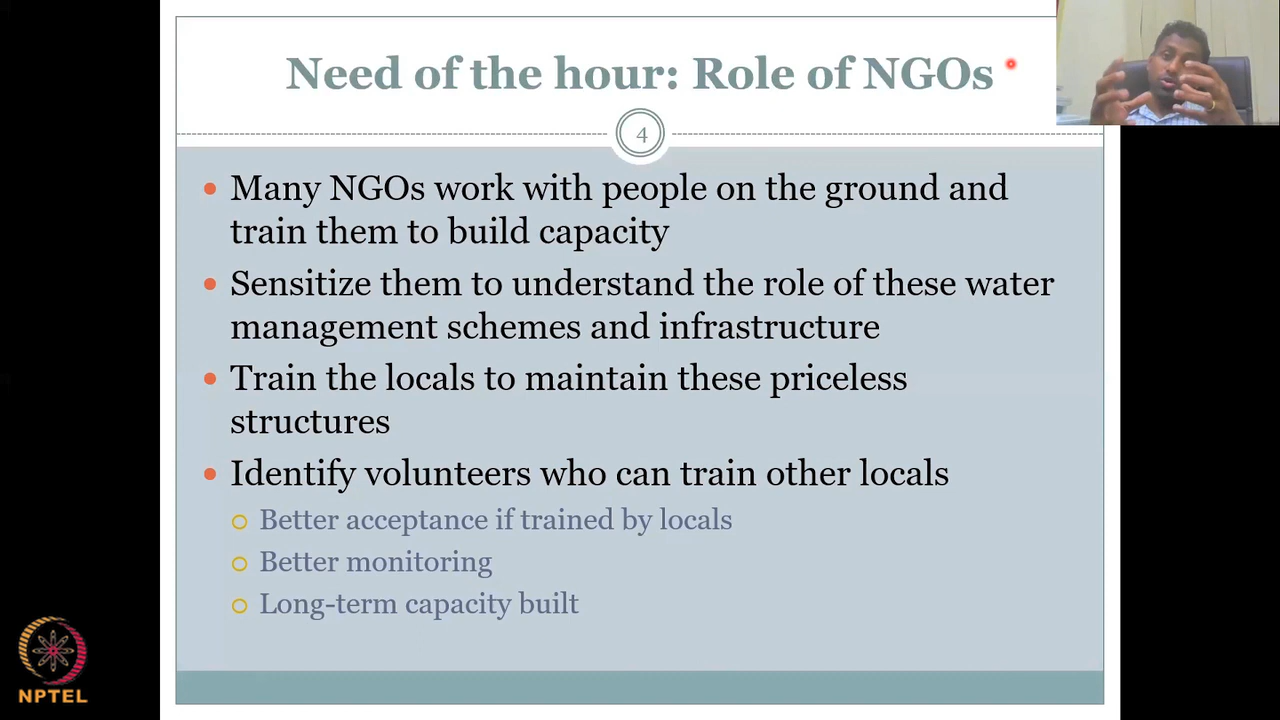 Need of the hour: Role of NGOs
4
Many NGOs work with people on the ground and
train them to build capacity
Sensitize them to understand the role of these water
management schemes and infrastructure
Train the locals to maintain these priceless
structures
Identify volunteers who can train other locals
Better acceptance if trained by locals
Better monitoring
Long-term capacity built
NPTEL